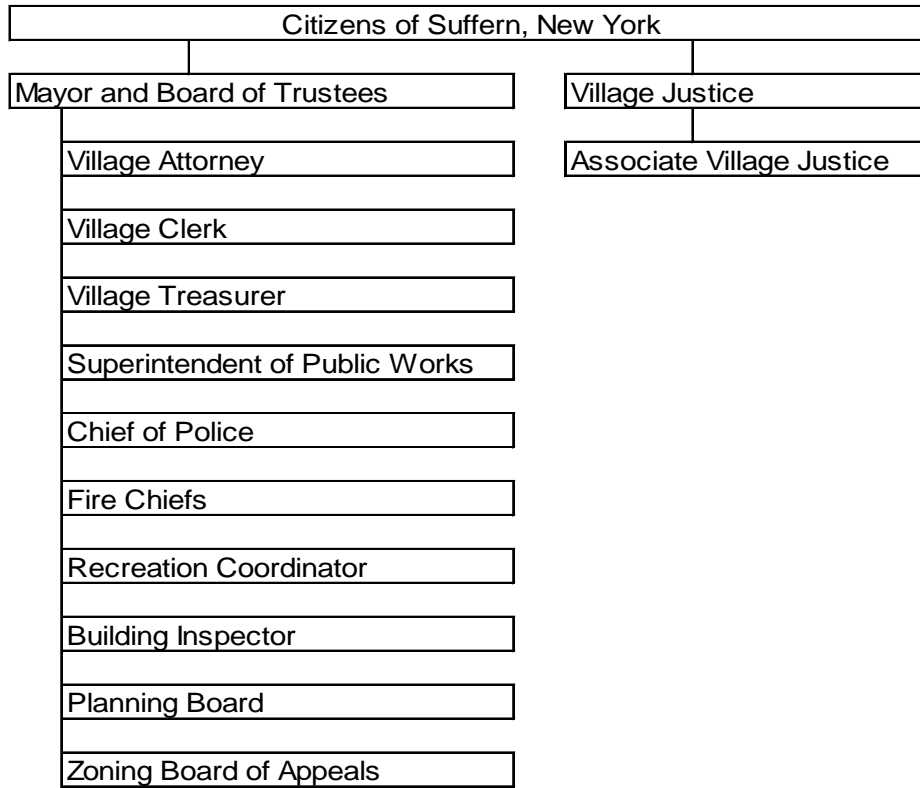 Citizens of Suffern, New York
Mayor and Board of Trustees
Village Justice
Village Attorney
Associate Village Justice
Village Clerk
Village Treasurer
Superintendent of Public Works
Chief of Police
Fire Chiefs
Recreation Coordinator
Building Inspector
Planning Board
Zoning Board of Appeals